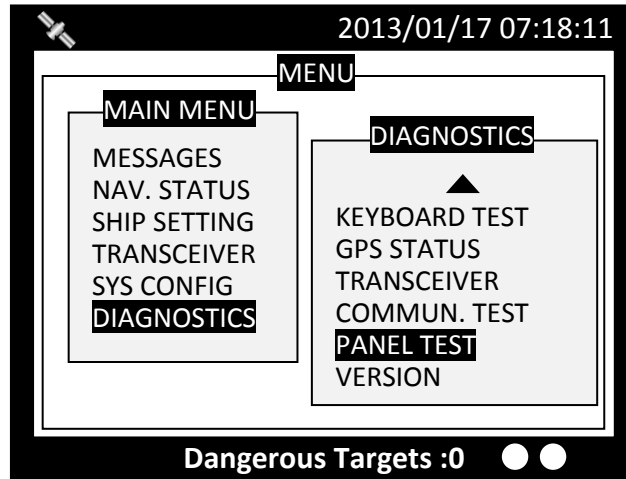 2013/01/17 07:18:11
MENU
MAIN MENU
MESSAGES
NAV. STATUS
SHIP SETTING
TRANSCEIVER
SYS CONFIG
DIAGNOSTICS
DIAGNOSTICS
KEYBOARD TEST
GPS STATUS
TRANSCEIVER
COMMUN. TEST
PANEL TEST
VERSION
Dangerous Targets :0